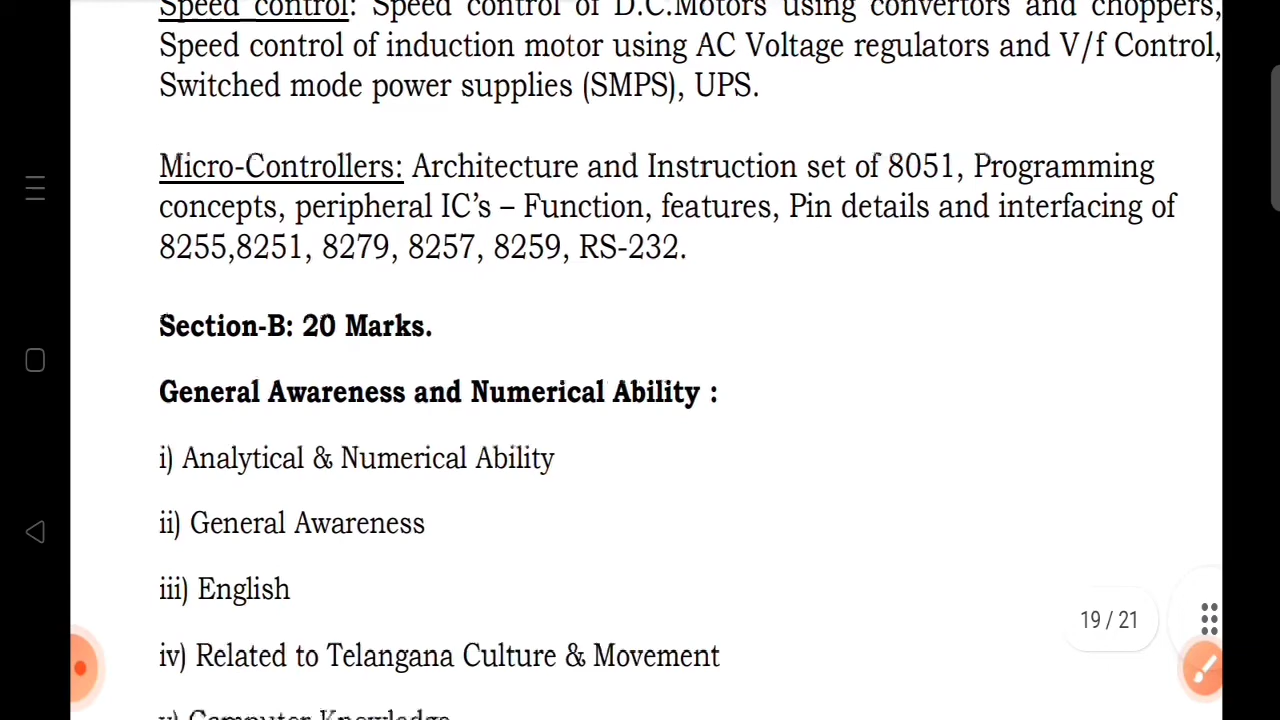 Speed control: Speed control of D.C.Motors using convertors and choppers,
Speed control of induction motor using AC Voltage regulators and V/f Control,
Switched mode power supplies (SMPS), UPS.
Micro-Controllers: Architecture and Instruction set of 8051, Programming
concepts, peripheral IC’s – Function, features, Pin details and interfacing of
8255,8251, 8279, 8257, 8259, RS-232.
Section-B: 20 Marks.
General Awareness and Numerical Ability :
i) Analytical & Numerical Ability
ii) General Awareness
iii) English
19 / 21
iv) Related to Telangana Culture & Movement
v) Computer Knowledge